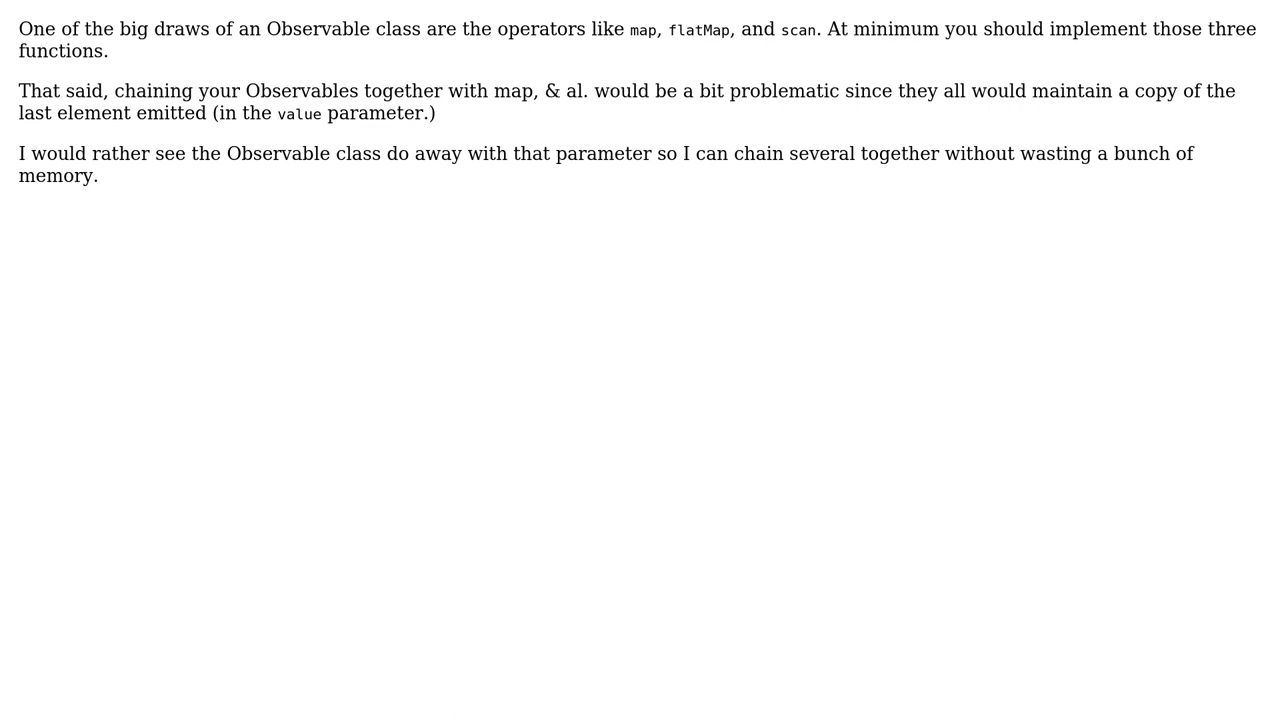 One of the big draws of an Observable class are the operators like map, flatMap, and scan. At minimum you should implement those three
functions.
That said, chaining your Observables together with map, & al. would be a bit problematic since they all would maintain a copy of the
last element emitted (in the value parameter.)
I would rather see the Observable class do away with that parameter so I can chain several together without wasting a bunch of
memory.